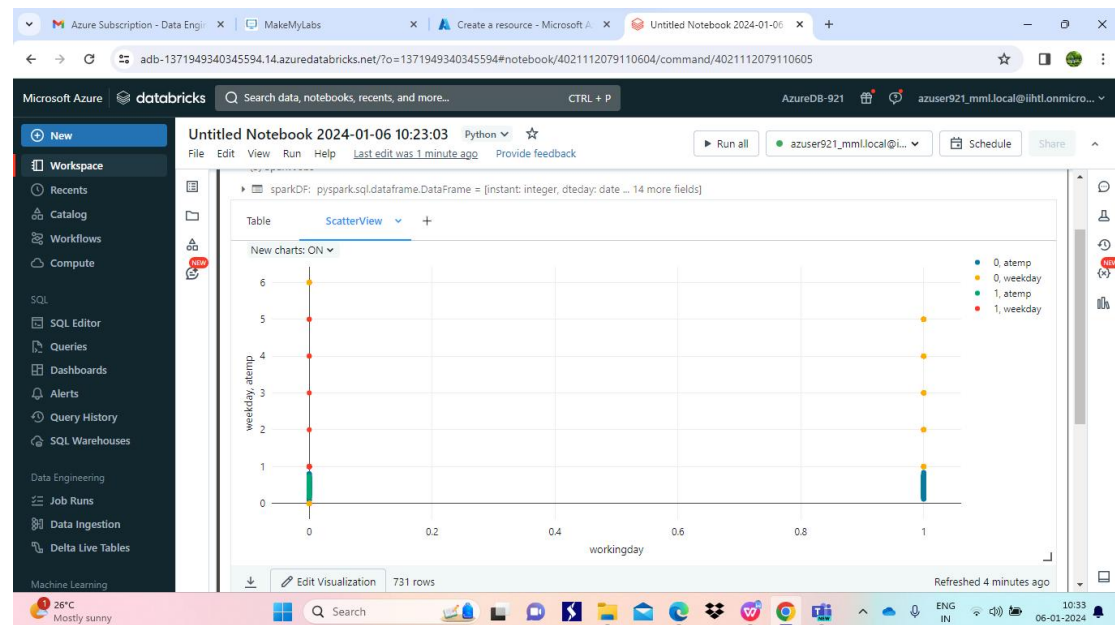 Azure Subscription - Data Engin
MakeMyLabs
Create a resource - Microsoft A
Untitled Notebook 2024-01-06
adb-1371949340345594.14.azuredatabricks.net/?o=1371949340345594#notebook/4021112079110604/command/4021112079110605
Microsoft Azure databricks
Search data, notebooks, recents, and more... CTRL + P
AzureDB-921
azuser921_mml.local@iihtl.onmicro...
New
Workspace
Recents
Catalog
Workflows
Compute
SQL
SQL Editor
Queries
Dashboards
Alerts
Query History
SQL Warehouses
Data Engineering
Job Runs
Data Ingestion
Delta Live Tables
Machine Learning
Untitled Notebook 2024-01-06 10:23:03 Python
File Edit View Run Help Last edit was 1 minute ago Provide feedback
Run all
azuser921_mml.local@i...
Schedule
Share
NEW
NEW
sparkDF: pyspark.sql.dataframe.DataFrame = [instant: integer, dteday: date ... 14 more fields]
Table ScatterView +
New charts: ON
0, atemp
0, weekday
1, atemp
1, weekday
weekday, atemp
6
5
4
3
2
1
0
0 0.2 0.4 0.6 0.8 1
workingday
Edit Visualization 731 rows Refreshed 4 minutes ago
1
26°C
Mostly sunny
Search
NEW
ENG
IN
10:33
06-01-2024